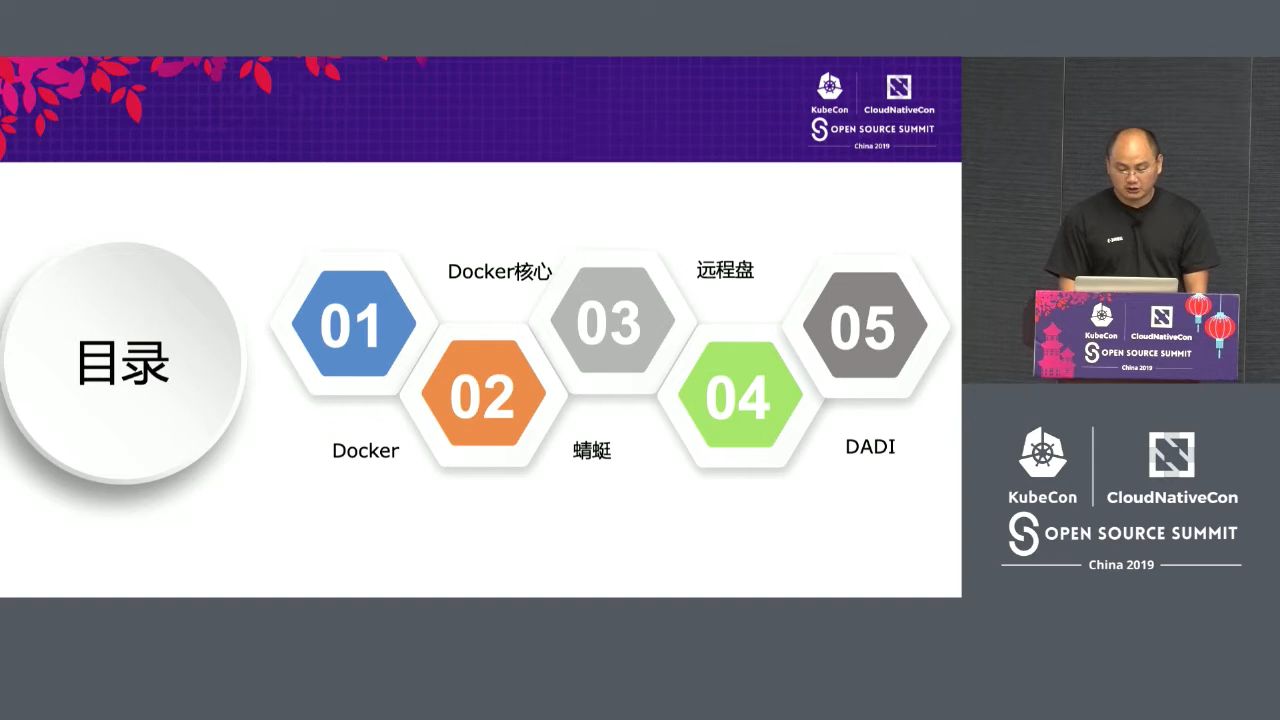 KubeCon
CloudNativeCon
OPEN SOURCE SUMMIT
China 2019
目录
01
Docker
02
Docker核心
03
蜻蜓
04
远程盘
05
DADI
KubeCon
CloudNativeCon
OPEN SOURCE SUMMIT
China 2019
KubeCon
CloudNativeCon
OPEN SOURCE SUMMIT
China 2019